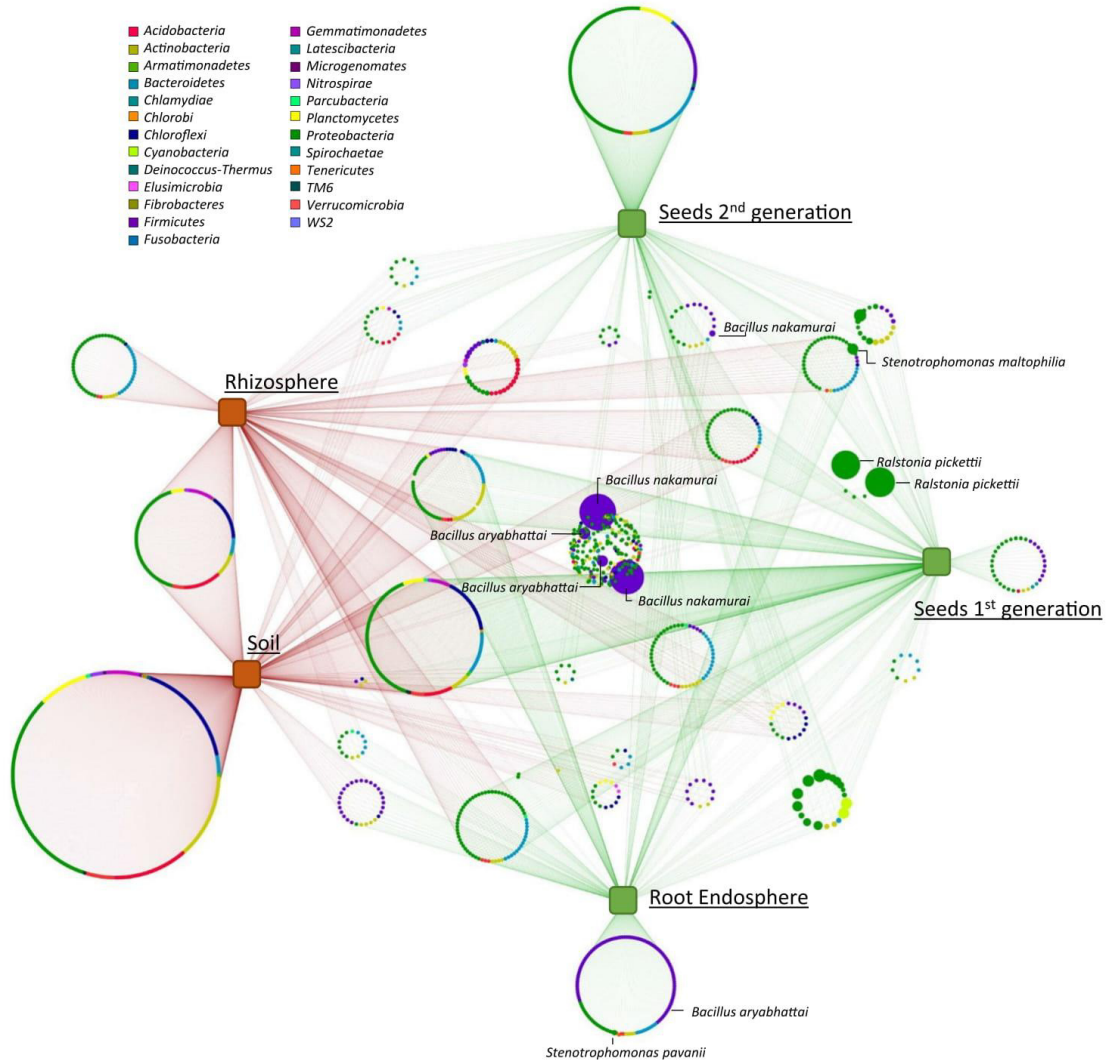 Acidobacteria
Actinobacteria
Armatimonadetes
Bacteroidetes
Chlamydiae
Chlorobi
Chloroflexi
Cyanobacteria
Deinococcus-Thermus
Elusimicrobia
Fibrobacteres
Firmicutes
Fusobacteria
Gemmatimonadetes
Latescibacteria
Microgenomates
Nitrospirae
Parcubacteria
Planctomycetes
Proteobacteria
Spirochaetae
Tenericutes
TM6
Verrucomicrobia
WS2
Seeds 2nd generation
Bacillus nakamurai
Stenotrophomonas maltophilia
Rhizosphere
Ralstonia pickettii
Ralstonia pickettii
Bacillus nakamurai
Bacillus aryabhattai
Bacillus aryabhattai
Bacillus nakamurai
Seeds 1st generation
Soil
Root Endosphere
Bacillus aryabhattai
Stenotrophomonas pavanii